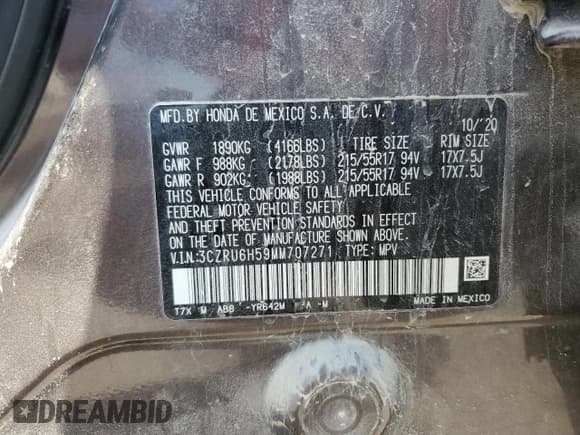 MFD. BY HONDA DE MEXICO S.A. DE C.V. 10/'20
GVWR 1890KG (4166LBS) TIRE SIZE RIM SIZE
GAWR F 988KG (2178LBS) 215/55R17 94V 17X7.5J
GAWR R 902KG (1988LBS) 215/55R17 94V 17X7.5J
THIS VEHICLE CONFORMS TO ALL APPLICABLE
FEDERAL MOTOR VEHICLE SAFETY
AND THEFT PREVENTION STANDARDS IN EFFECT
ON THE DATE OF MANUFACTURE SHOWN ABOVE.
V.I.N:3CZRU6H59MM707271 TYPE: MPV
T7X M ABB -YR642M -A -M MADE IN MEXICO
DREAMBID